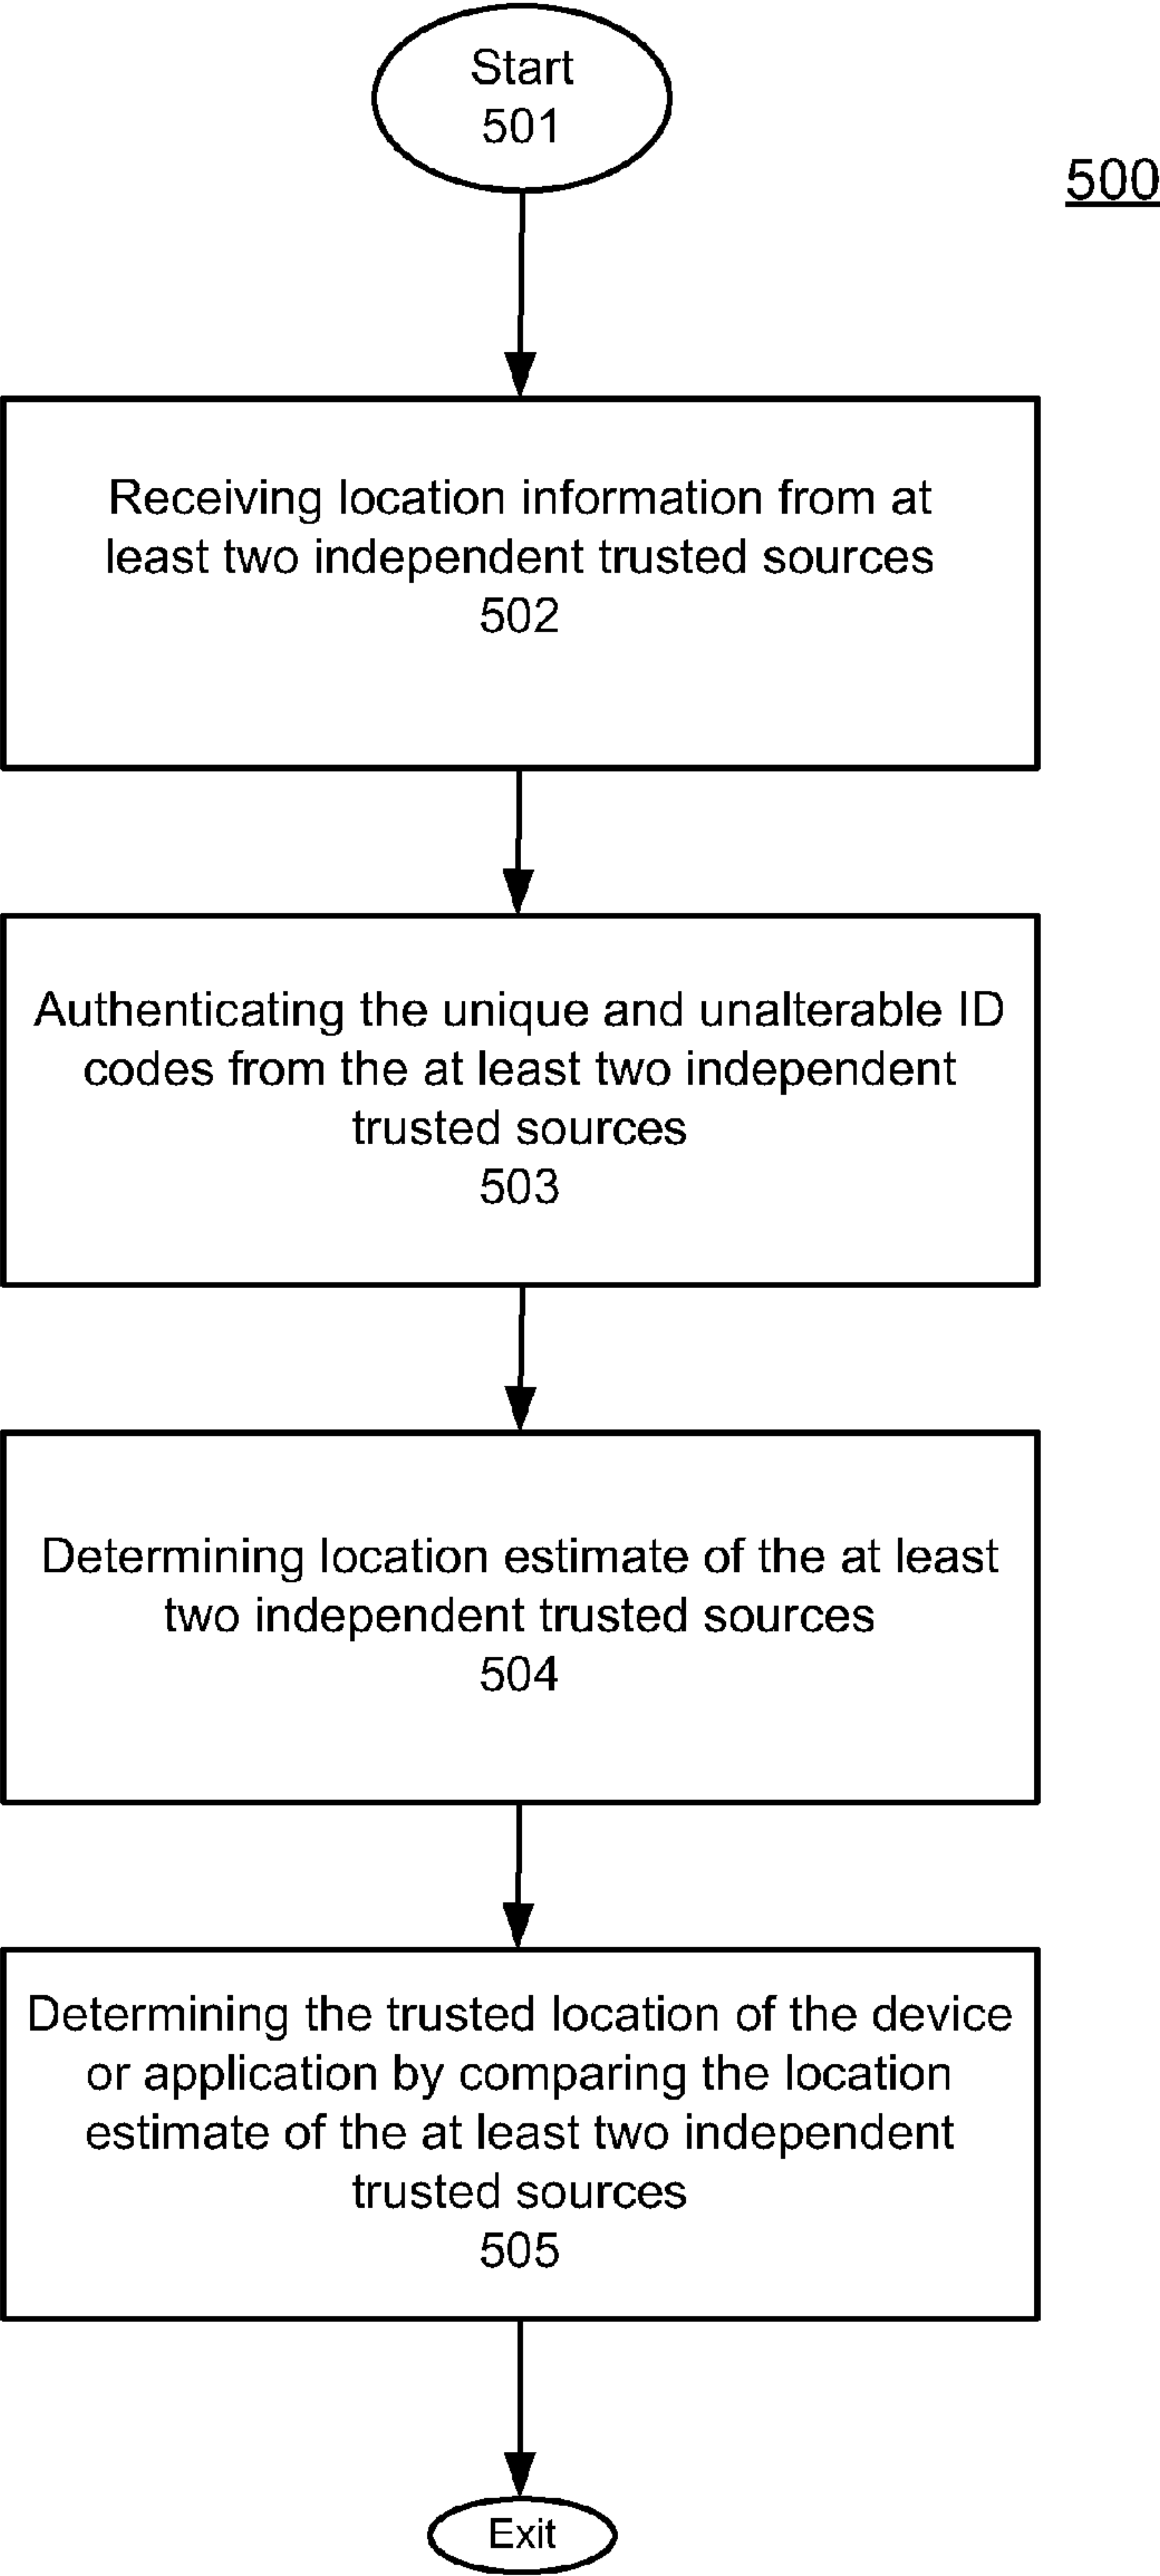 Start
501
500
Receiving location information from at
least two independent trusted sources
502
Authenticating the unique and unalterable ID
codes from the at least two independent
trusted sources
503
Determining location estimate of the at least
two independent trusted sources
504
Determining the trusted location of the device
or application by comparing the location
estimate of the at least two independent
trusted sources
505
Exit